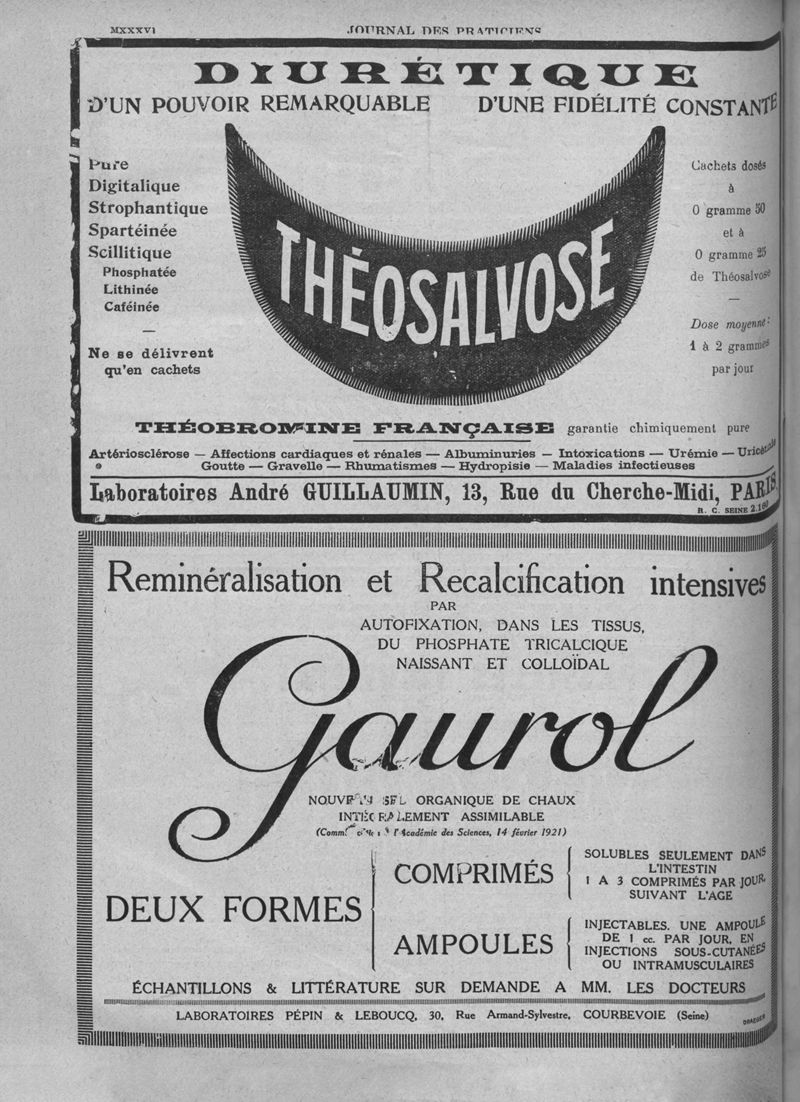 MXXXVI
JOURNAL DES PRATICIENS
DIURÉTIQUE
D'UN POUVOIR REMARQUABLE D'UNE FIDÉLITÉ CONSTANTE
Pure
Digitalique
Strophantique
Spartéinée
Scillitique
Phosphatée
Lithinée
Caféinée
—
Ne se délivrent
qu'en cachets
THÉOSALVOSE
Cachets dosés
à
0 gramme 50
et à
0 gramme 25
de Théosalvose
—
Dose moyenne:
1 à 2 grammes
par jour
THÉOBROMINE FRANÇAISE garantie chimiquement pure
Artériosclérose — Affections cardiaques et rénales — Albuminuries — Intoxications — Urémie —
Goutte — Gravelle — Rhumatismes — Hydropisie — Maladies infectieuses
Laboratoires André GUILLAUMIN, 13, Rue du Cherche-Midi, PARIS.
R. C. SEINE 2.160
Reminéralisation et Recalcification intensives
PAR
AUTOFIXATION, DANS LES TISSUS,
DU PHOSPHATE TRICALCIQUE
NAISSANT ET COLLOÏDAL
Gaurol
NOUVEAU SEL ORGANIQUE DE CHAUX
INTÉGRALEMENT ASSIMILABLE
(Comm. à l'Académie des Sciences, 14 février 1921)
DEUX FORMES
COMPRIMÉS
SOLUBLES SEULEMENT DANS
L'INTESTIN
1 A 3 COMPRIMÉS PAR JOUR,
SUIVANT L'AGE
AMPOULES
INJECTABLES. UNE AMPOULE
DE 1 cc. PAR JOUR, EN
INJECTIONS SOUS-CUTANÉES
OU INTRAMUSCULAIRES
ÉCHANTILLONS & LITTÉRATURE SUR DEMANDE A MM. LES DOCTEURS
LABORATOIRES PÉPIN & LEBOUCQ, 30, Rue Armand-Sylvestre, COURBEVOIE (Seine)
DRAEGER